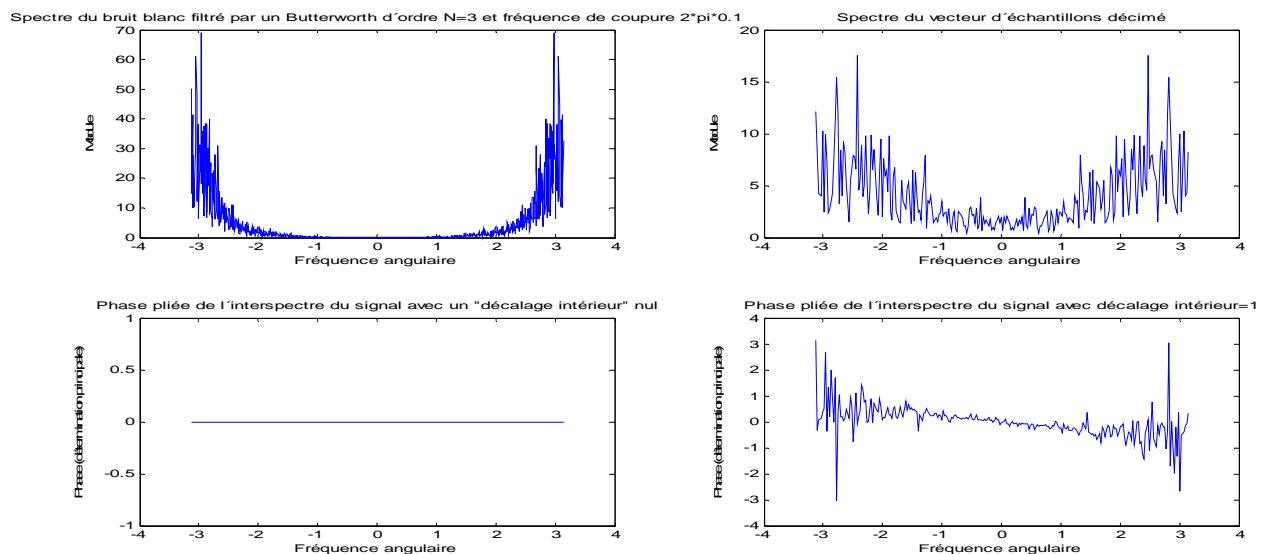 Spectre du bruit blanc filtré par un Butterworth d´ordre N=3 et fréquence de coupure 2*pi*0.1
70
60
50
40
30
20
10
0
Module
-4 -3 -2 -1 0 1 2 3 4
Fréquence angulaire
Spectre du vecteur d´échantillons décimé
20
15
10
5
0
Module
-4 -3 -2 -1 0 1 2 3 4
Fréquence angulaire
Phase pliée de l´interspectre du signal avec un "décalage intérieur" nul
1
0.5
0
-0.5
-1
Phase (détermination principale)
-4 -3 -2 -1 0 1 2 3 4
Fréquence angulaire
Phase pliée de l´interspectre du signal avec décalage intérieur=1
4
3
2
1
0
-1
-2
-3
-4
Phase (détermination principale)
-4 -3 -2 -1 0 1 2 3 4
Fréquence angulaire